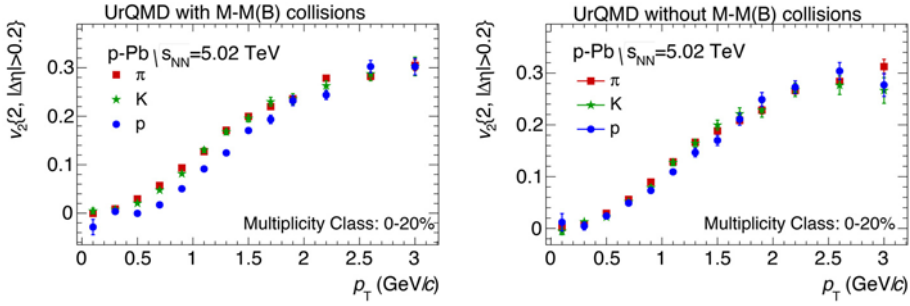 UrQMD with M-M(B) collisions
v2{2, |Δη|>0.2}
p-Pb \ sNN=5.02 TeV
π
K
p
0.3
0.2
0.1
0
Multiplicity Class: 0-20%
0 0.5 1 1.5 2 2.5 3
pT (GeV/c)
UrQMD without M-M(B) collisions
v2{2, |Δη|>0.2}
p-Pb \ sNN=5.02 TeV
π
K
p
0.3
0.2
0.1
0.0
Multiplicity Class: 0-20%
0 0.5 1 1.5 2 2.5 3
pT (GeV/c)